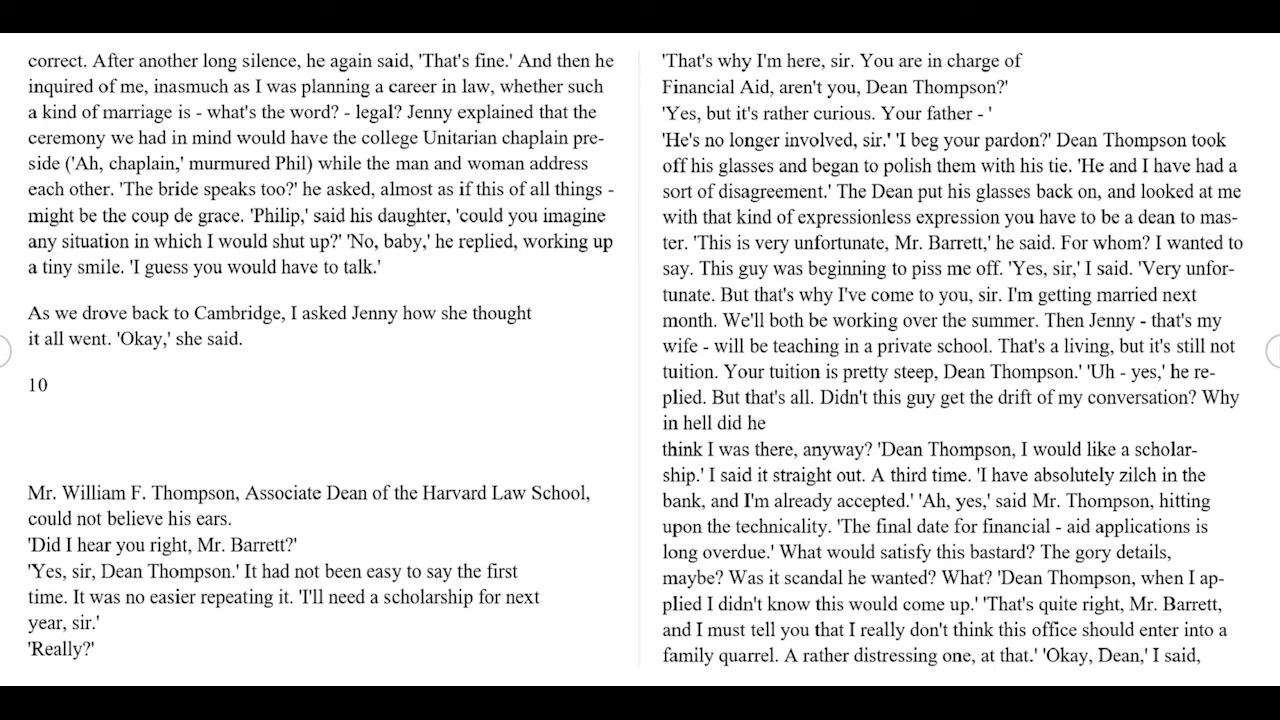 correct. After another long silence, he again said, 'That's fine.' And then he
inquired of me, inasmuch as I was planning a career in law, whether such
a kind of marriage is - what's the word? - legal? Jenny explained that the
ceremony we had in mind would have the college Unitarian chaplain pre-
side ('Ah, chaplain,' murmured Phil) while the man and woman address
each other. 'The bride speaks too?' he asked, almost as if this of all things -
might be the coup de grace. 'Philip,' said his daughter, 'could you imagine
any situation in which I would shut up?' 'No, baby,' he replied, working up
a tiny smile. 'I guess you would have to talk.'
As we drove back to Cambridge, I asked Jenny how she thought
it all went. 'Okay,' she said.
10
Mr. William F. Thompson, Associate Dean of the Harvard Law School,
could not believe his ears.
'Did I hear you right, Mr. Barrett?'
'Yes, sir, Dean Thompson.' It had not been easy to say the first
time. It was no easier repeating it. 'I'll need a scholarship for next
year, sir.'
'Really?'
'That's why I'm here, sir. You are in charge of
Financial Aid, aren't you, Dean Thompson?'
'Yes, but it's rather curious. Your father - '
'He's no longer involved, sir.' 'I beg your pardon?' Dean Thompson took
off his glasses and began to polish them with his tie. 'He and I have had a
sort of disagreement.' The Dean put his glasses back on, and looked at me
with that kind of expressionless expression you have to be a dean to mas-
ter. 'This is very unfortunate, Mr. Barrett,' he said. For whom? I wanted to
say. This guy was beginning to piss me off. 'Yes, sir,' I said. 'Very unfor-
tunate. But that's why I've come to you, sir. I'm getting married next
month. We'll both be working over the summer. Then Jenny - that's my
wife - will be teaching in a private school. That's a living, but it's still not
tuition. Your tuition is pretty steep, Dean Thompson.' 'Uh - yes,' he re-
plied. But that's all. Didn't this guy get the drift of my conversation? Why
in hell did he
think I was there, anyway? 'Dean Thompson, I would like a scholar-
ship.' I said it straight out. A third time. 'I have absolutely zilch in the
bank, and I'm already accepted.' 'Ah, yes,' said Mr. Thompson, hitting
upon the technicality. 'The final date for financial - aid applications is
long overdue.' What would satisfy this bastard? The gory details,
maybe? Was it scandal he wanted? What? 'Dean Thompson, when I ap-
plied I didn't know this would come up.' 'That's quite right, Mr. Barrett,
and I must tell you that I really don't think this office should enter into a
family quarrel. A rather distressing one, at that.' 'Okay, Dean,' I said,